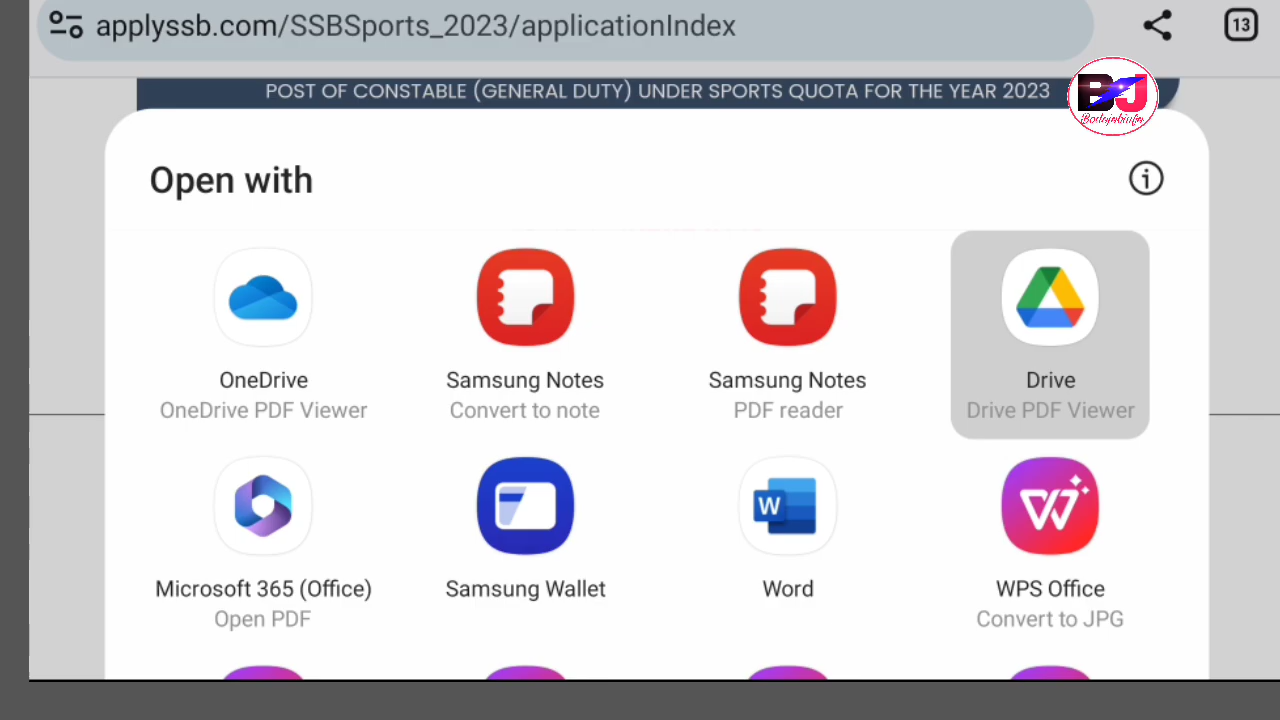 applyssb.com/SSBSports_2023/applicationIndex
13
POST OF CONSTABLE (GENERAL DUTY) UNDER SPORTS QUOTA FOR THE YEAR 2023
BJ
Open with
OneDrive
OneDrive PDF Viewer
Samsung Notes
Convert to note
Samsung Notes
PDF reader
Drive
Drive PDF Viewer
W
Microsoft 365 (Office)
Open PDF
Samsung Wallet
Word
WPS Office
Convert to JPG